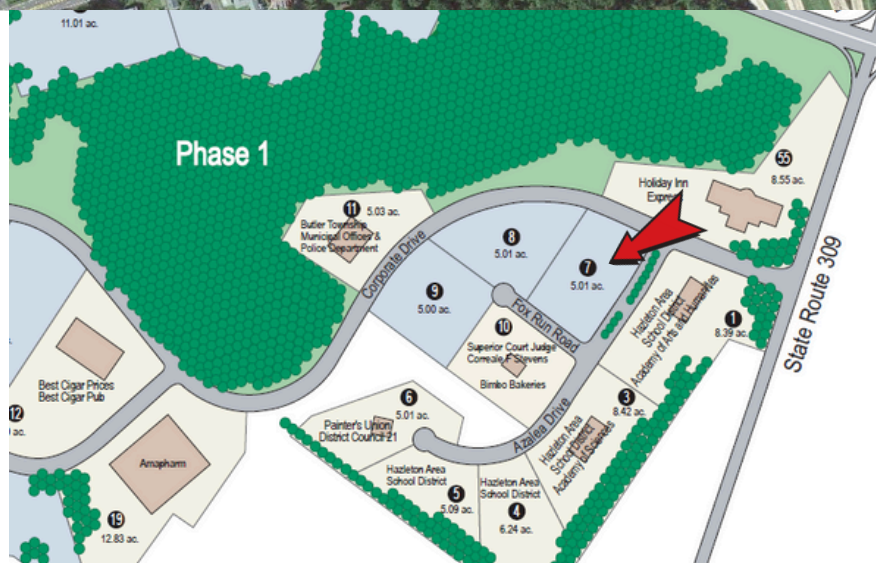 11.01 ac.
Phase 1
55
8.55 ac.
Holiday Inn
Express
11
5.03 ac.
Butler Township
Municipal Offices &
Police Department
Corporate Drive
8
5.01 ac.
7
5.01 ac.
State Route 309
9
5.00 ac.
Fox Run Road
Hazleton Area
School District
Academy of Arts and Humanities
1
8.39 ac.
10
Superior Court Judge
Correale F Stevens
Bimbo Bakeries
Best Cigar Prices
Best Cigar Pub
12
ac.
6
5.01 ac.
Painter's Union
District Council 21
Azalea Drive
3
8.42 ac.
Hazleton Area
School District
Academy of Sciences
Amapharm
Hazleton Area
School District
5
5.09 ac.
Hazleton Area
School District
4
6.24 ac.
19
12.83 ac.